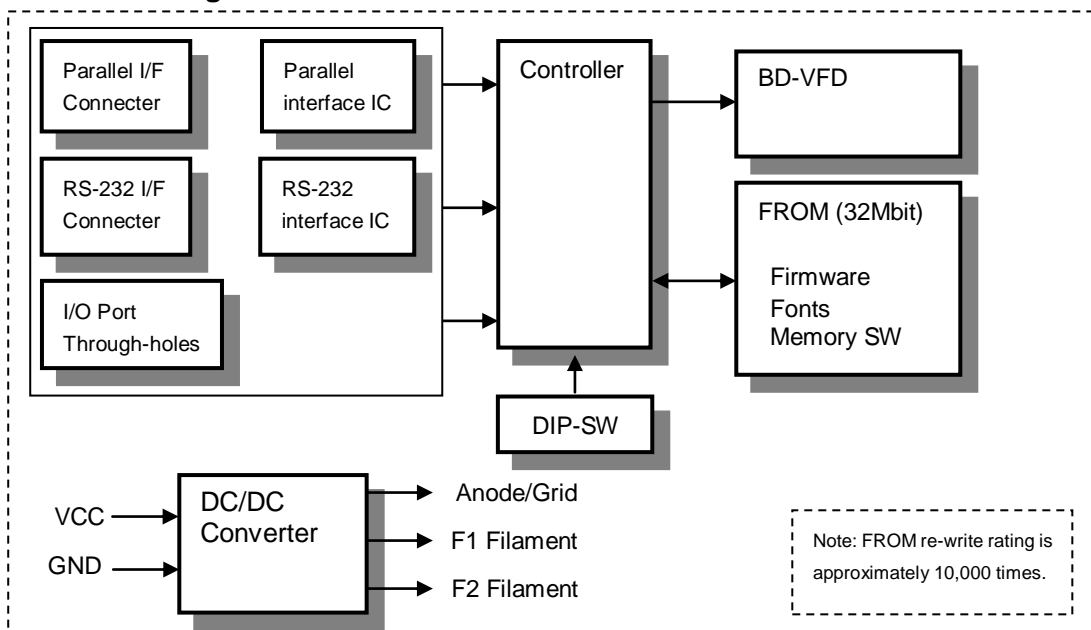 Parallel I/F
Connecter
Parallel
interface IC
RS-232 I/F
Connecter
RS-232
interface IC
I/O Port
Through-holes
Controller
BD-VFD
FROM (32Mbit)
Firmware
Fonts
Memory SW
DIP-SW
VCC
GND
DC/DC
Converter
Anode/Grid
F1 Filament
F2 Filament
Note: FROM re-write rating is
approximately 10,000 times.